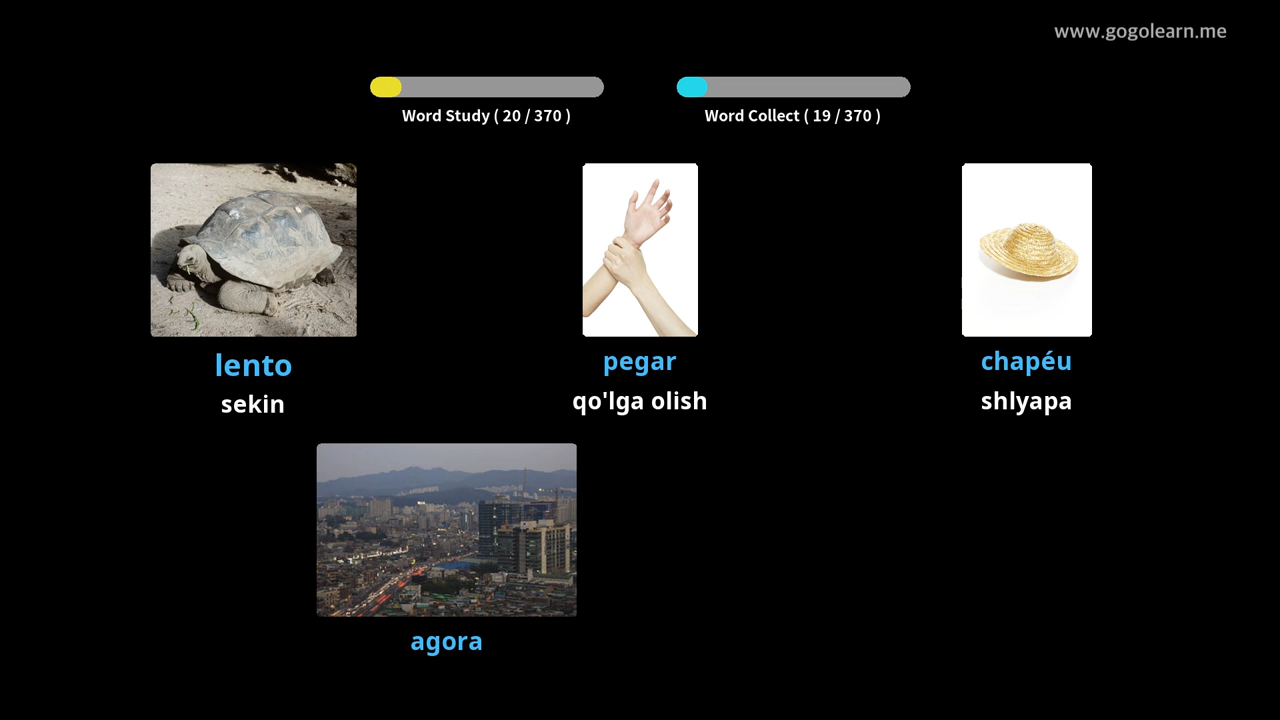 www.gogolearn.me
Word Study ( 20 / 370 )
Word Collect ( 19 / 370 )
lento
sekin
pegar
qo'lga olish
chapéu
shlyapa
agora